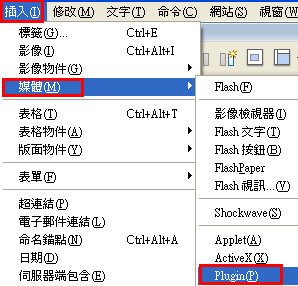 插入(I) 修改(M) 文字(T) 命令(C) 網站(S) 視窗(W
標籤(G)... Ctrl+E
影像(I) Ctrl+Alt+I
影像物件(G)
媒體(M)
表格(T) Ctrl+Alt+T
表格物件(A)
版面物件(Y)
表單(F)
超連結(P)
電子郵件連結(L)
命名錨點(N) Ctrl+Alt+A
日期(D)
伺服器端包含(E)
Flash(F)
影像檢視器(I)
Flash 文字(T)
Flash 按鈕(B)
FlashPaper
Flash 視訊...(V)
Shockwave(S)
Applet(A)
ActiveX(X)
Plugin(P)